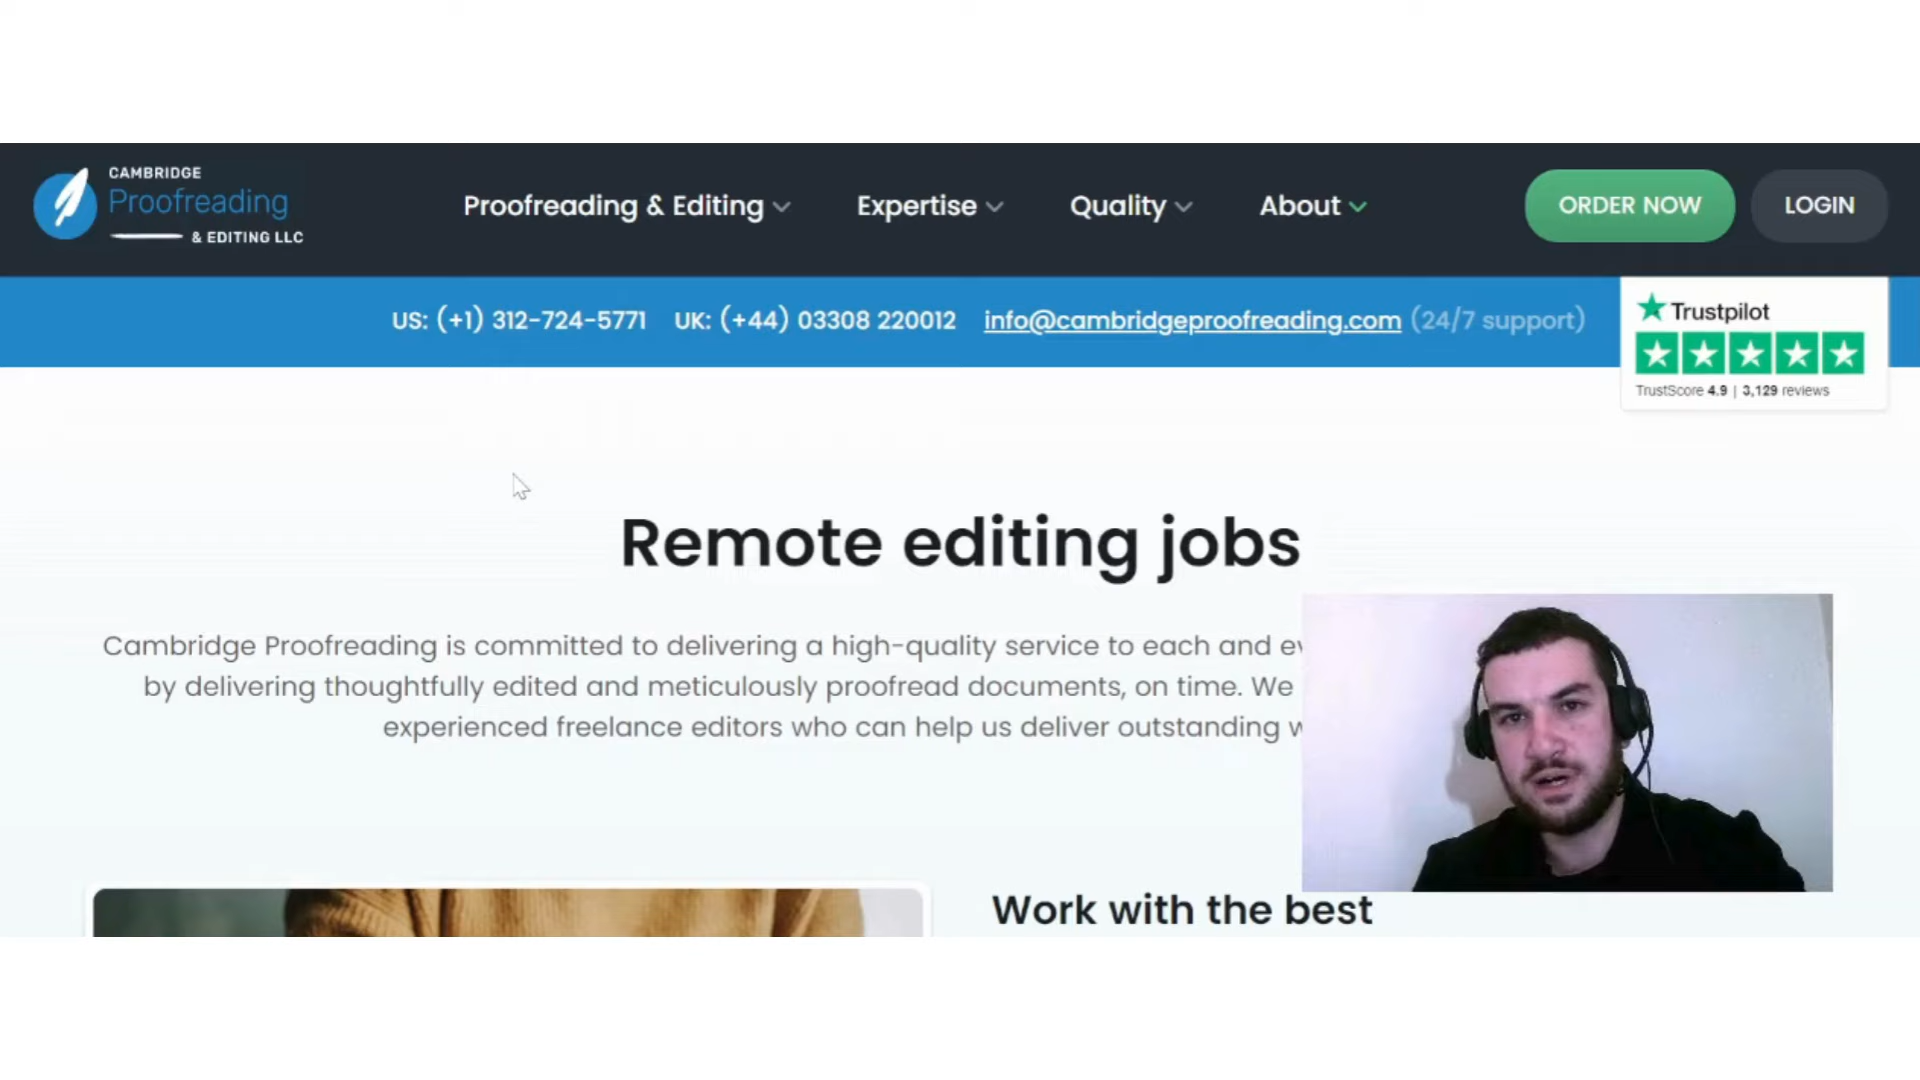 CAMBRIDGE
Proofreading
& EDITING LLC
Proofreading & Editing
Expertise
Quality
About
ORDER NOW
LOGIN
US: (+1) 312-724-5771 UK: (+44) 03308 220012 info@cambridgeproofreading.com (24/7 support)
Trustpilot
TrustScore 4.9 | 3,129 reviews
Remote editing jobs
Cambridge Proofreading is committed to delivering a high-quality service to each and
by delivering thoughtfully edited and meticulously proofread documents, on time. We
experienced freelance editors who can help us deliver outstanding
Work with the best